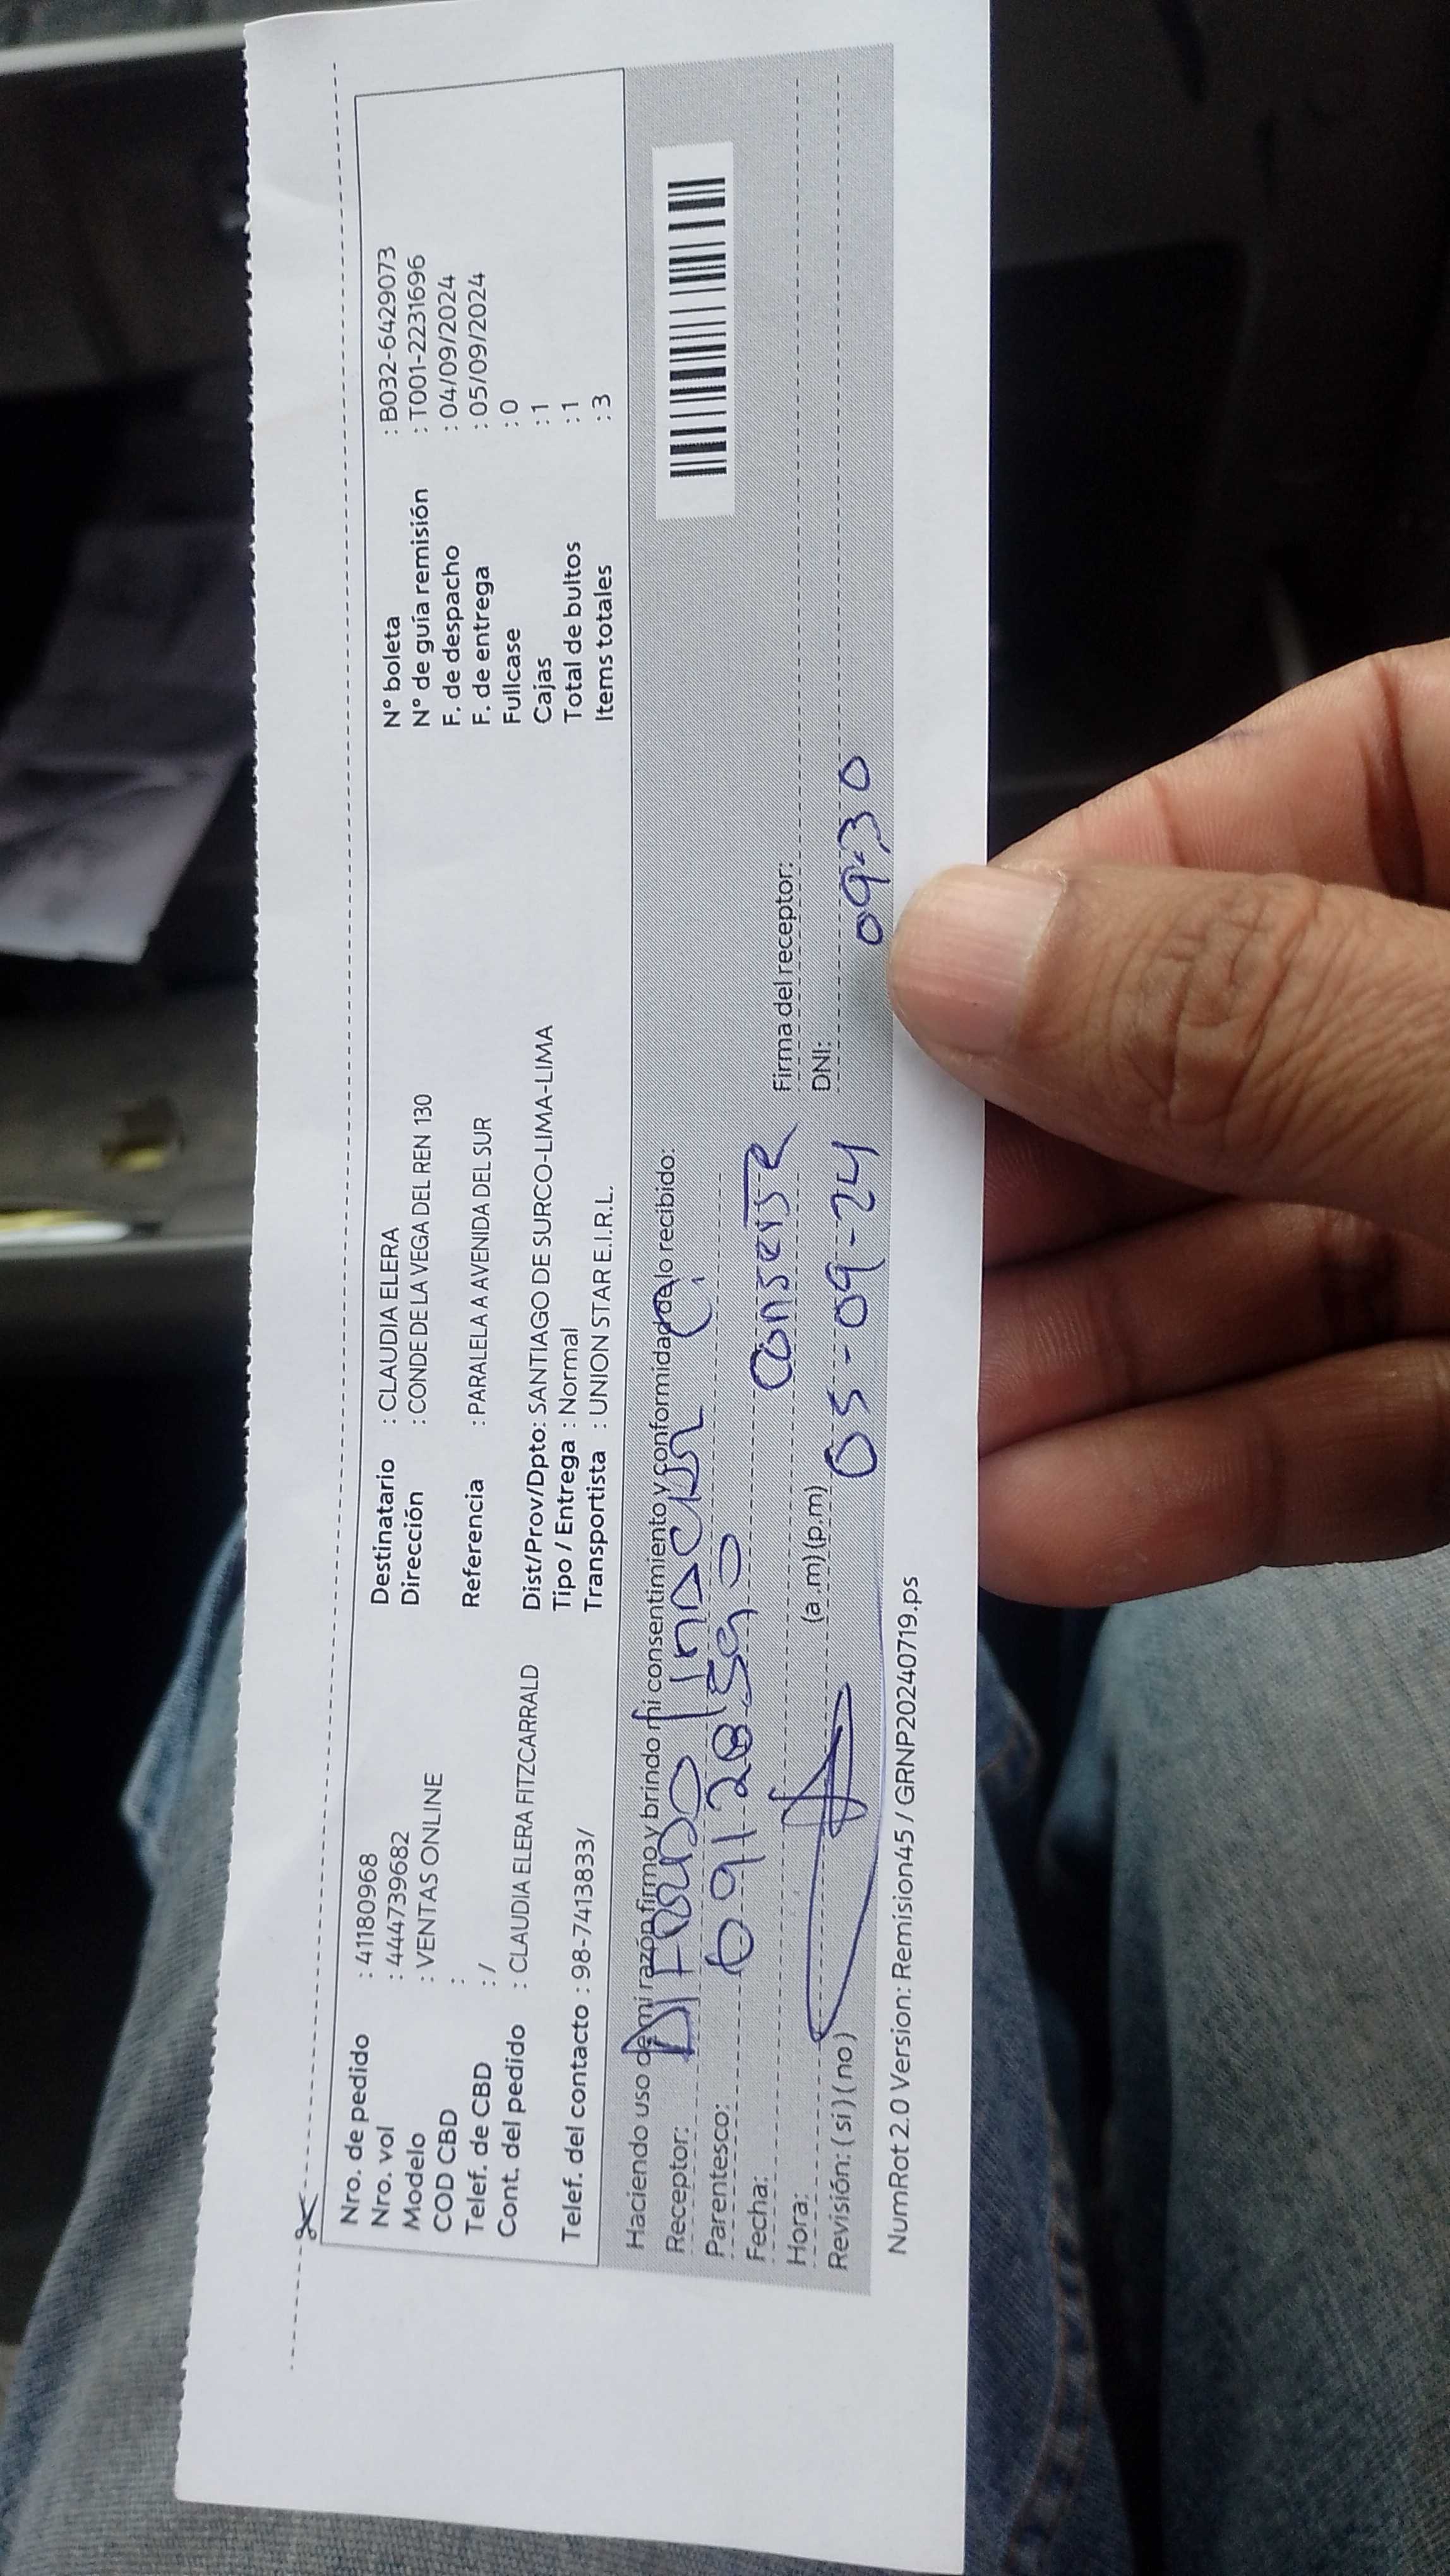 Nro. de pedido : 41180968
Nro. vol : 4447739682
Modelo : VENTAS ONLINE
COD CBD :
Telef. de CBD : /
Cont. del pedido : CLAUDIA ELERA FITZCARRALD
Telef. del contacto : 98-7413833/
Destinatario : CLAUDIA ELERA
Dirección : CONDE DE LA VEGA DEL REN 130
Referencia : PARALELA A AVENIDA DEL SUR
Dist/Prov/Dpto: SANTIAGO DE SURCO-LIMA-LIMA
Tipo / Entrega : Normal
Transportista : UNION STAR E.I.R.L.
N° boleta : B032-6429073
N° de guía remisión : T001-2231696
F. de despacho : 04/09/2024
F. de entrega : 05/09/2024
Fullcase : 0
Cajas : 1
Total de bultos : 1
Items totales : 3
Haciendo uso de mi razón firmo y brindo mi consentimiento y conformidad de lo recibido:
Receptor:
Parentesco:
Fecha:
Hora: (a.m) (p.m)
Revisión: ( si ) ( no )
Firma del receptor:
DNI:
05-09-24 09:30
NumRot 2.0 Version: Remision45 / GRNP20240719.ps